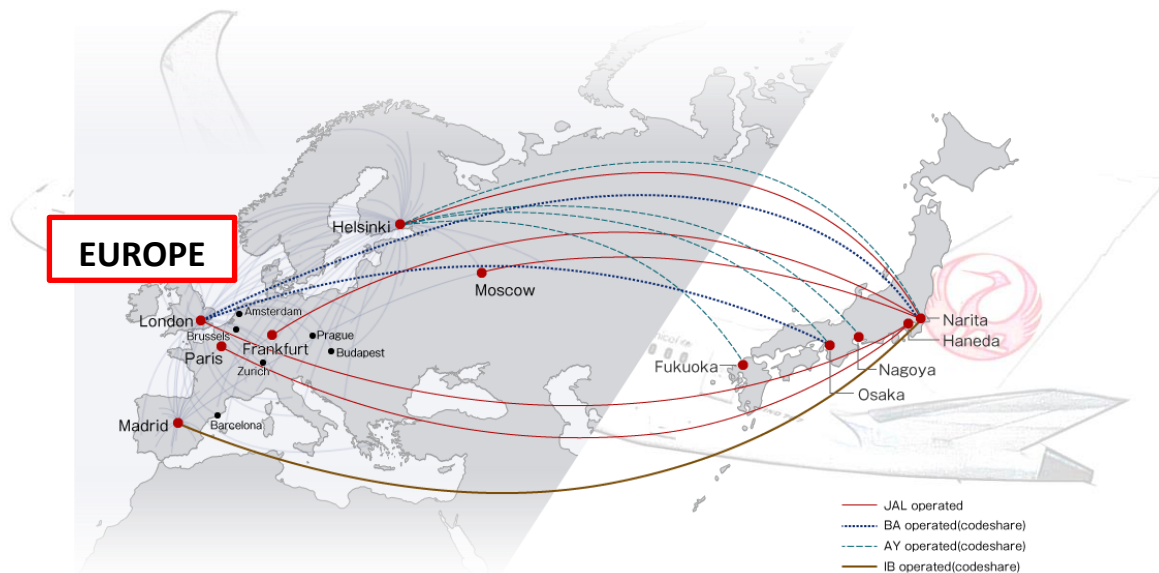 EUROPE
Helsinki
Moscow
London
Amsterdam
Brussels
Paris
Frankfurt
Prague
Budapest
Zurich
Madrid
Barcelona
Narita
Haneda
Nagoya
Osaka
Fukuoka
JAL operated
BA operated(codeshare)
AY operated(codeshare)
IB operated(codeshare)